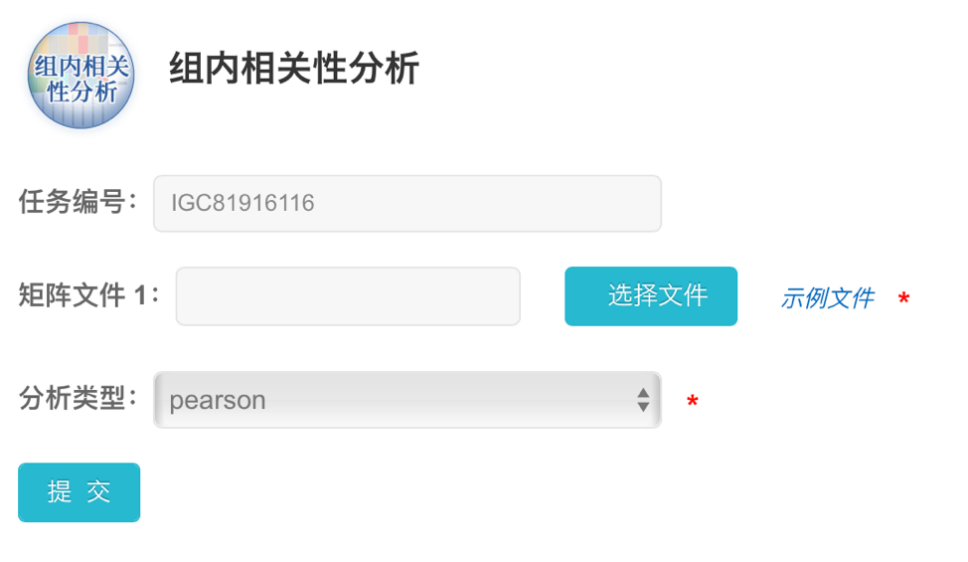 组内相关
性分析
组内相关性分析
任务编号： IGC81916116
矩阵文件 1： 选择文件 示例文件 *
分析类型： pearson *
提 交